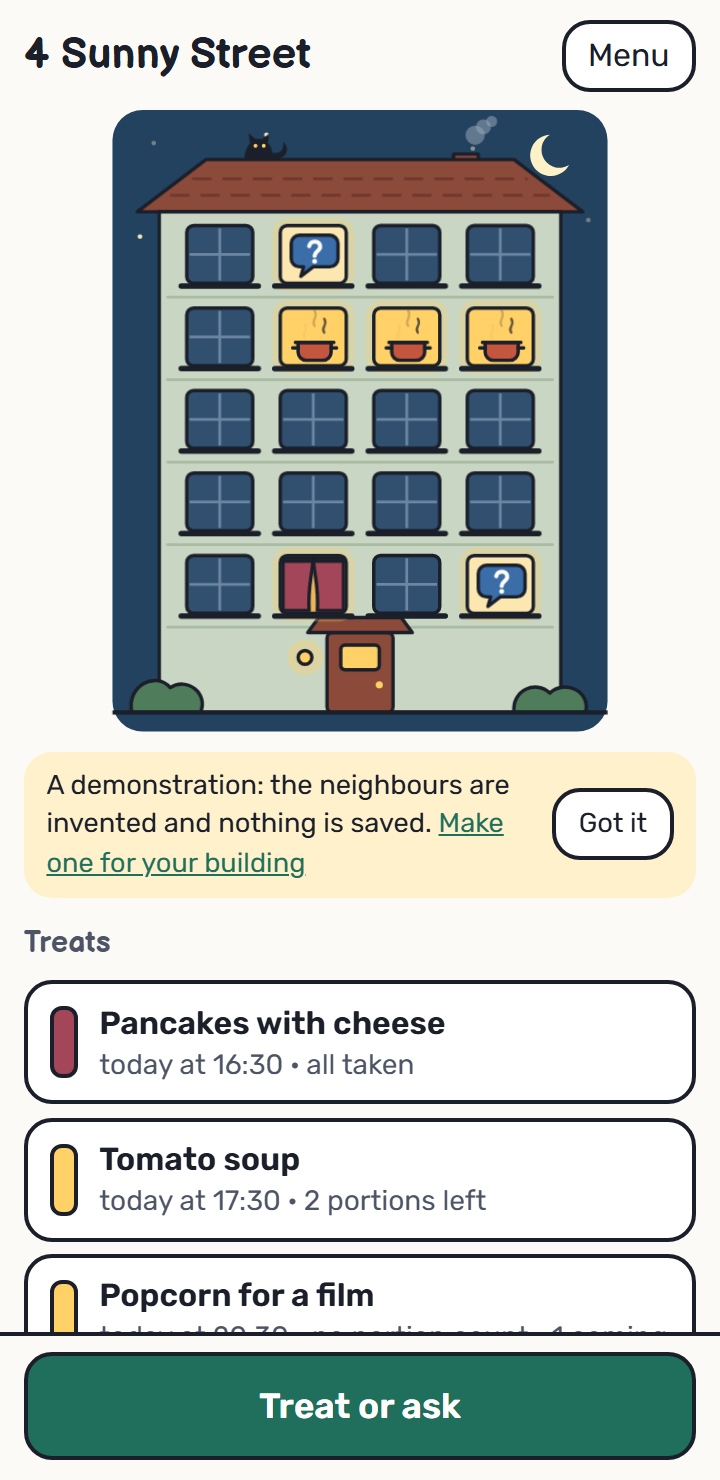 4 Sunny Street
Menu
?
?
A demonstration: the neighbours are
invented and nothing is saved. Make
one for your building
Got it
Treats
Pancakes with cheese
today at 16:30 • all taken
Tomato soup
today at 17:30 • 2 portions left
Popcorn for a film
Treat or ask